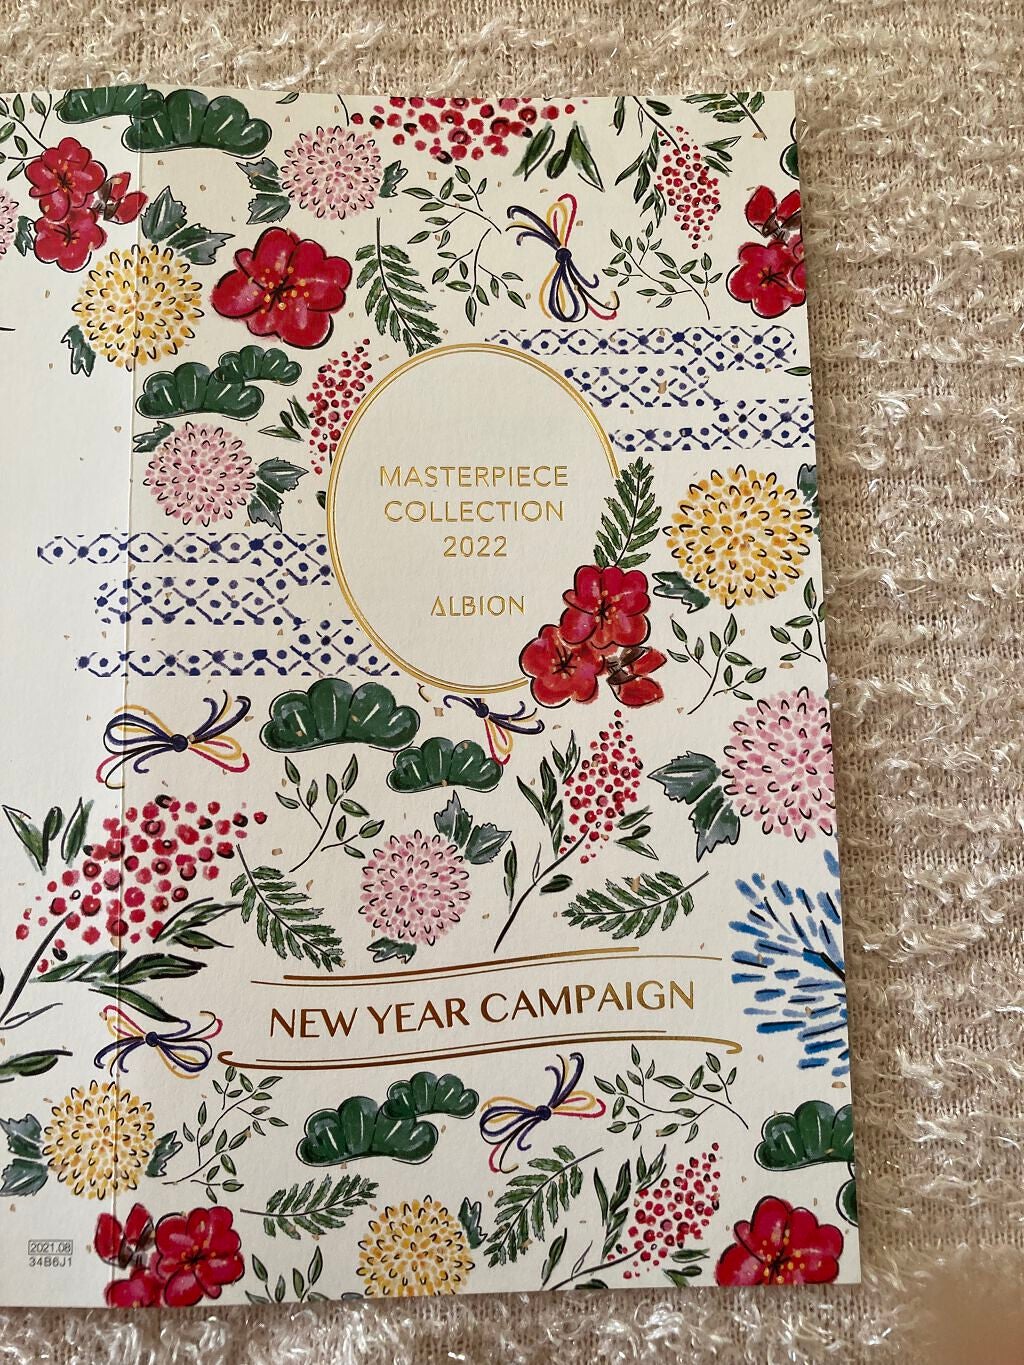 MASTERPIECE
COLLECTION
2022
ALBION
NEW YEAR CAMPAIGN
2021.08
34B6J1